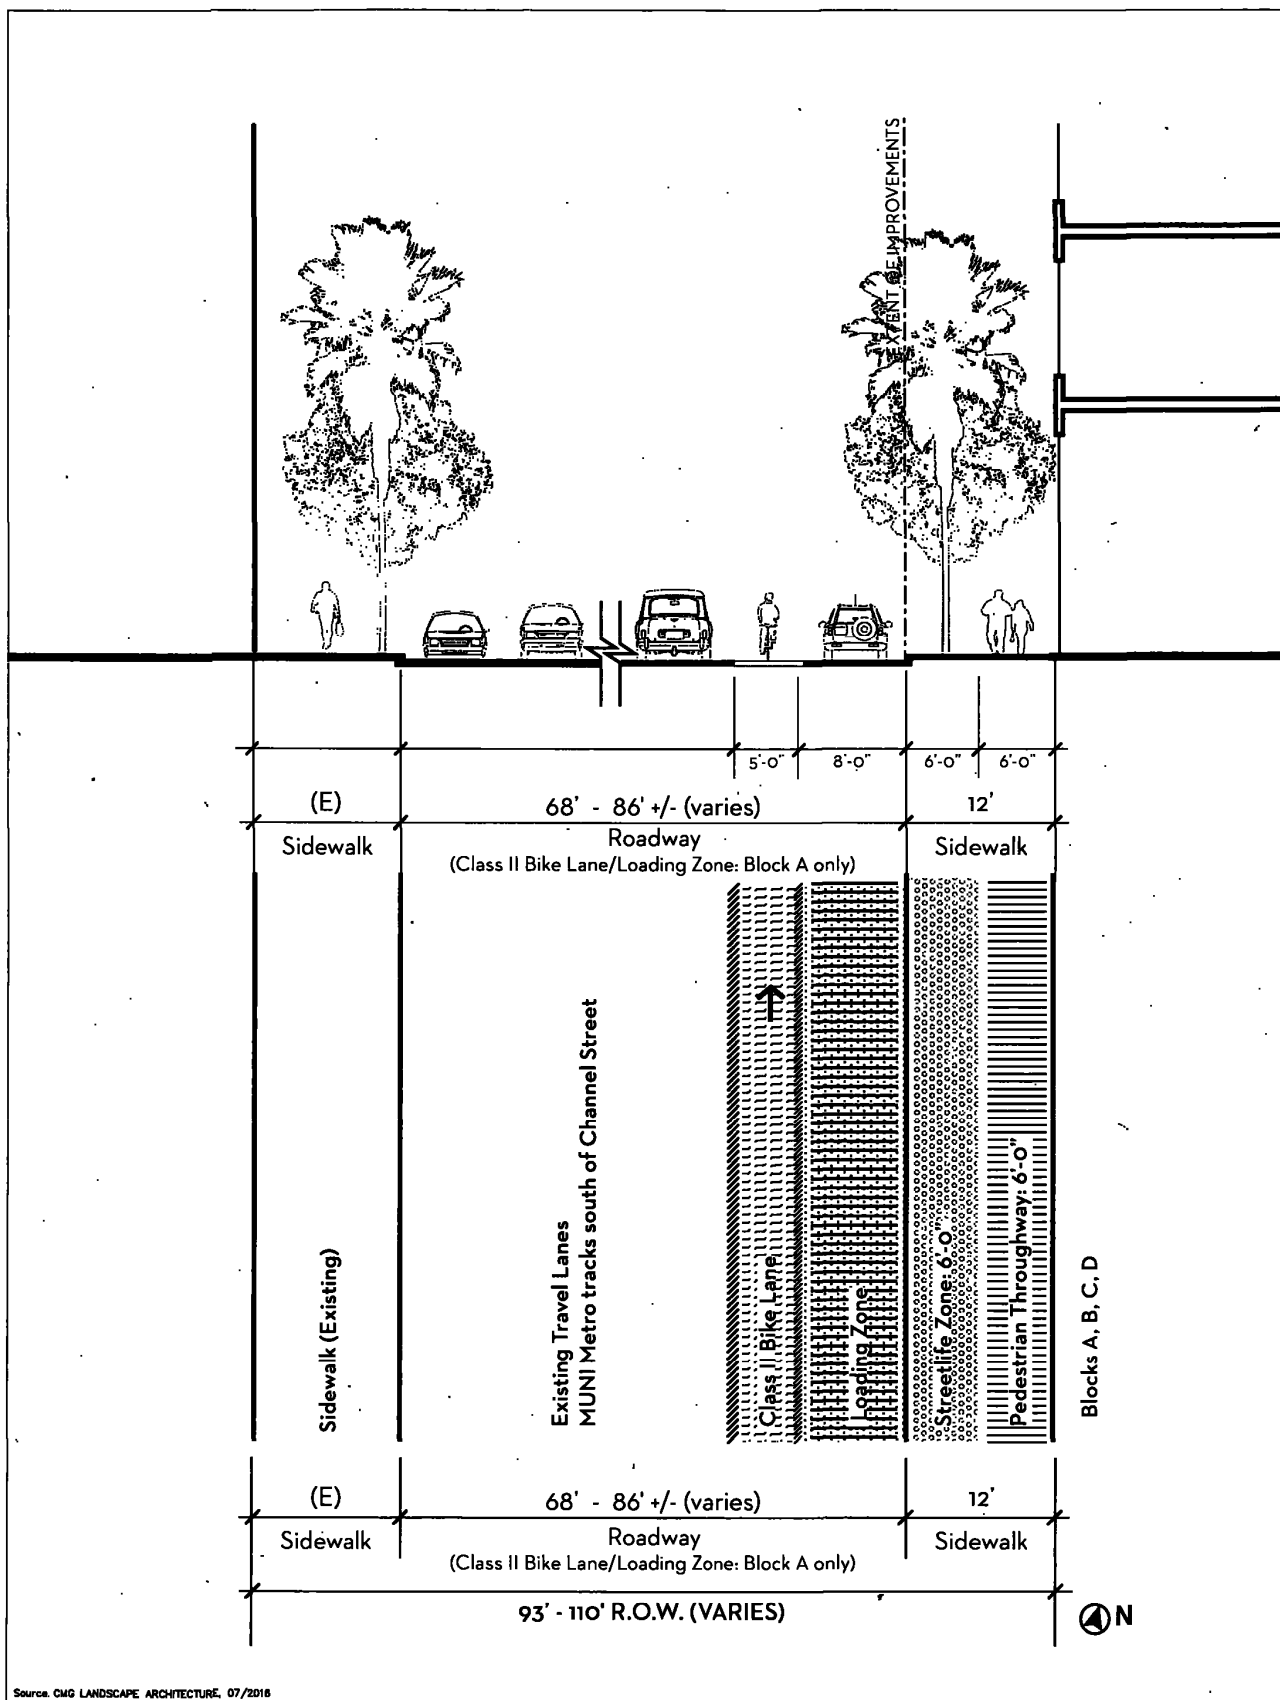 EXTENT OF IMPROVEMENTS
5'-0" 8'-0" 6'-0" 6'-0"
(E) 68' - 86' +/- (varies) 12'
Sidewalk Roadway Sidewalk
(Class II Bike Lane/Loading Zone: Block A only)
Sidewalk (Existing)
Existing Travel Lanes
MUNI Metro tracks south of Channel Street
Class II Bike Lane
Loading Zone
Streetlife Zone: 6'-0"
Pedestrian Throughway: 6'-0"
Blocks A, B, C, D
(E) 68' - 86' +/- (varies) 12'
Sidewalk Roadway Sidewalk
(Class II Bike Lane/Loading Zone: Block A only)
93' - 110' R.O.W. (VARIES)
N
Source: CMG LANDSCAPE ARCHITECTURE, 07/2016